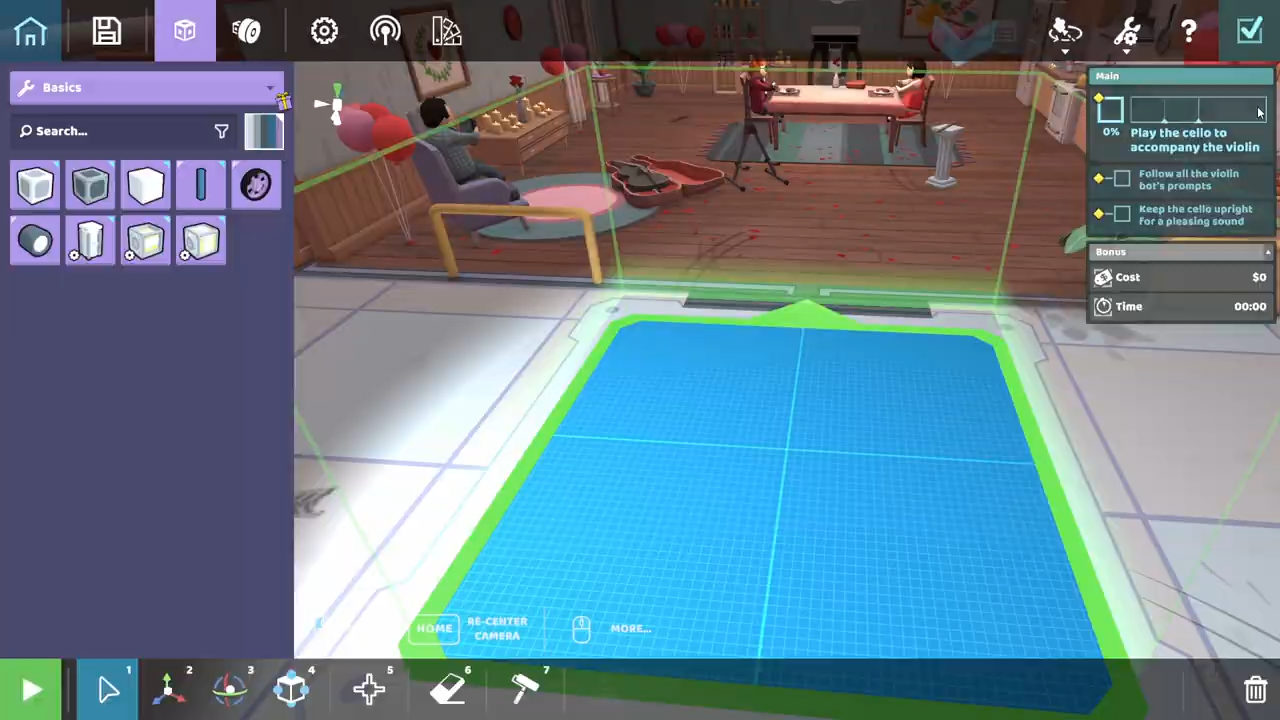 ?
Basics
Search...
Main
0%
Play the cello to
accompany the violin
Follow all the violin
bot's prompts
Keep the cello upright
for a pleasing sound
Bonus
Cost $0
Time 00:00
HOME
RE-CENTER
CAMERA
MORE...
1
2
3
4
5
6
7